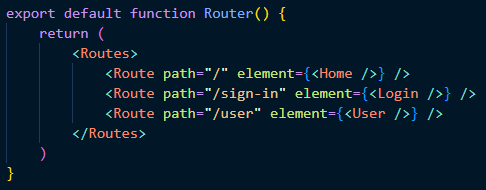 export default function Router() {
    return (
        <Routes>
            <Route path="/" element={<Home />} />
            <Route path="/sign-in" element={<Login />} />
            <Route path="/user" element={<User />} />
        </Routes>
    )
}